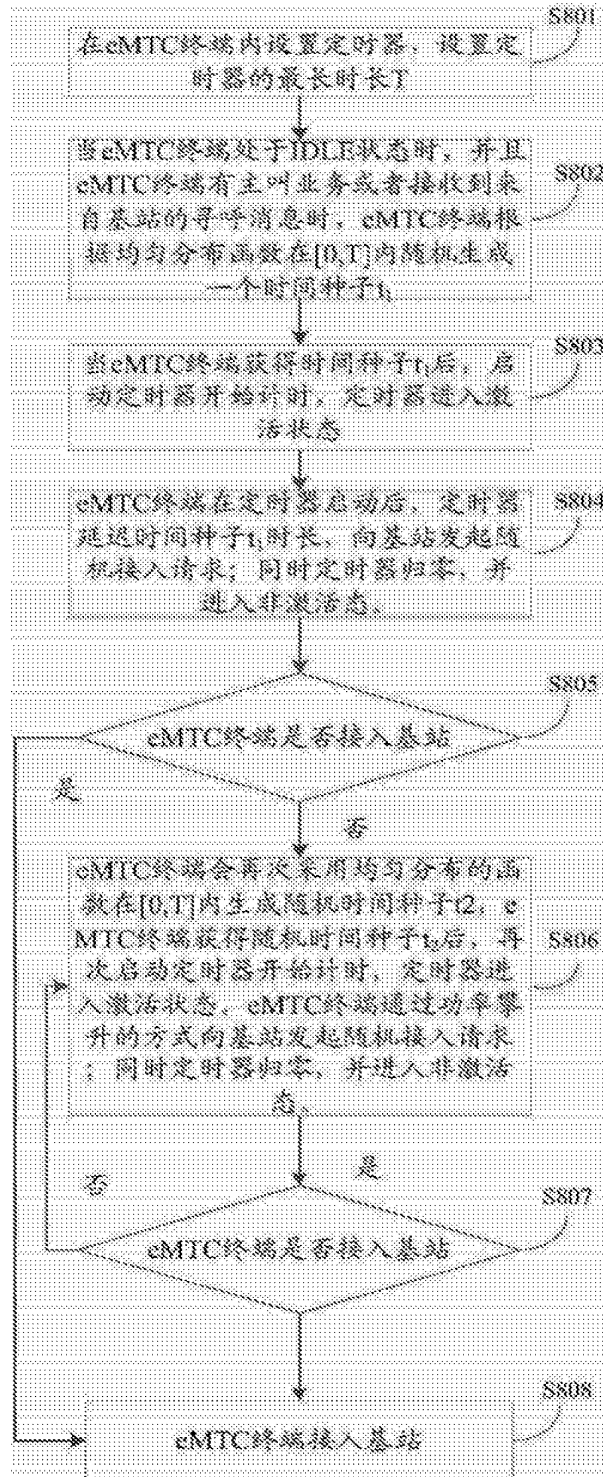 S801
在eMTC终端内设置定时器，设置定
时器的最长时长T
S802
当eMTC终端处于IDLE状态时，并且
eMTC终端有主叫业务或者接收到来
自基站的寻呼消息时，eMTC终端根
据均匀分布函数在[0,T]内随机生成
一个时间种子t₁
S803
当eMTC终端获得时间种子t₁后，启
动定时器开始计时，定时器进入激
活状态
S804
eMTC终端在定时器启动后，定时器
延迟时间种子t₁时长，向基站发起随
机接入请求；同时定时器归零，并
进入非激活态。
S805
eMTC终端是否接入基站
是
否
S806
eMTC终端会再次采用均匀分布的函
数在[0,T]内生成随机时间种子t2，e
MTC终端获得随机时间种子t₂后，再
次启动定时器开始计时，定时器进
入激活状态。eMTC终端通过功率攀
升的方式向基站发起随机接入请求
；同时定时器归零，并进入非激活
态。
是
否
S807
eMTC终端是否接入基站
S808
eMTC终端接入基站